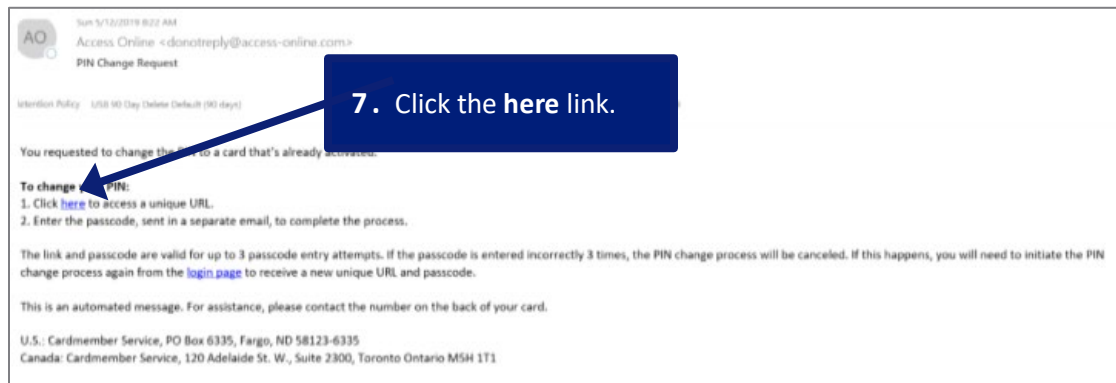 Sun 5/12/2019 8:22 AM
AO
Access Online <donotreply@access-online.com>
PIN Change Request
Retention Policy USB 90 Day Delete Default (90 days)
7. Click the here link.
You requested to change the PIN to a card that's already activated.
To change your PIN:
1. Click here to access a unique URL.
2. Enter the passcode, sent in a separate email, to complete the process.
The link and passcode are valid for up to 3 passcode entry attempts. If the passcode is entered incorrectly 3 times, the PIN change process will be canceled. If this happens, you will need to initiate the PIN
change process again from the login page to receive a new unique URL and passcode.
This is an automated message. For assistance, please contact the number on the back of your card.
U.S.: Cardmember Service, PO Box 6335, Fargo, ND 58123-6335
Canada: Cardmember Service, 120 Adelaide St. W., Suite 2300, Toronto Ontario M5H 1T1